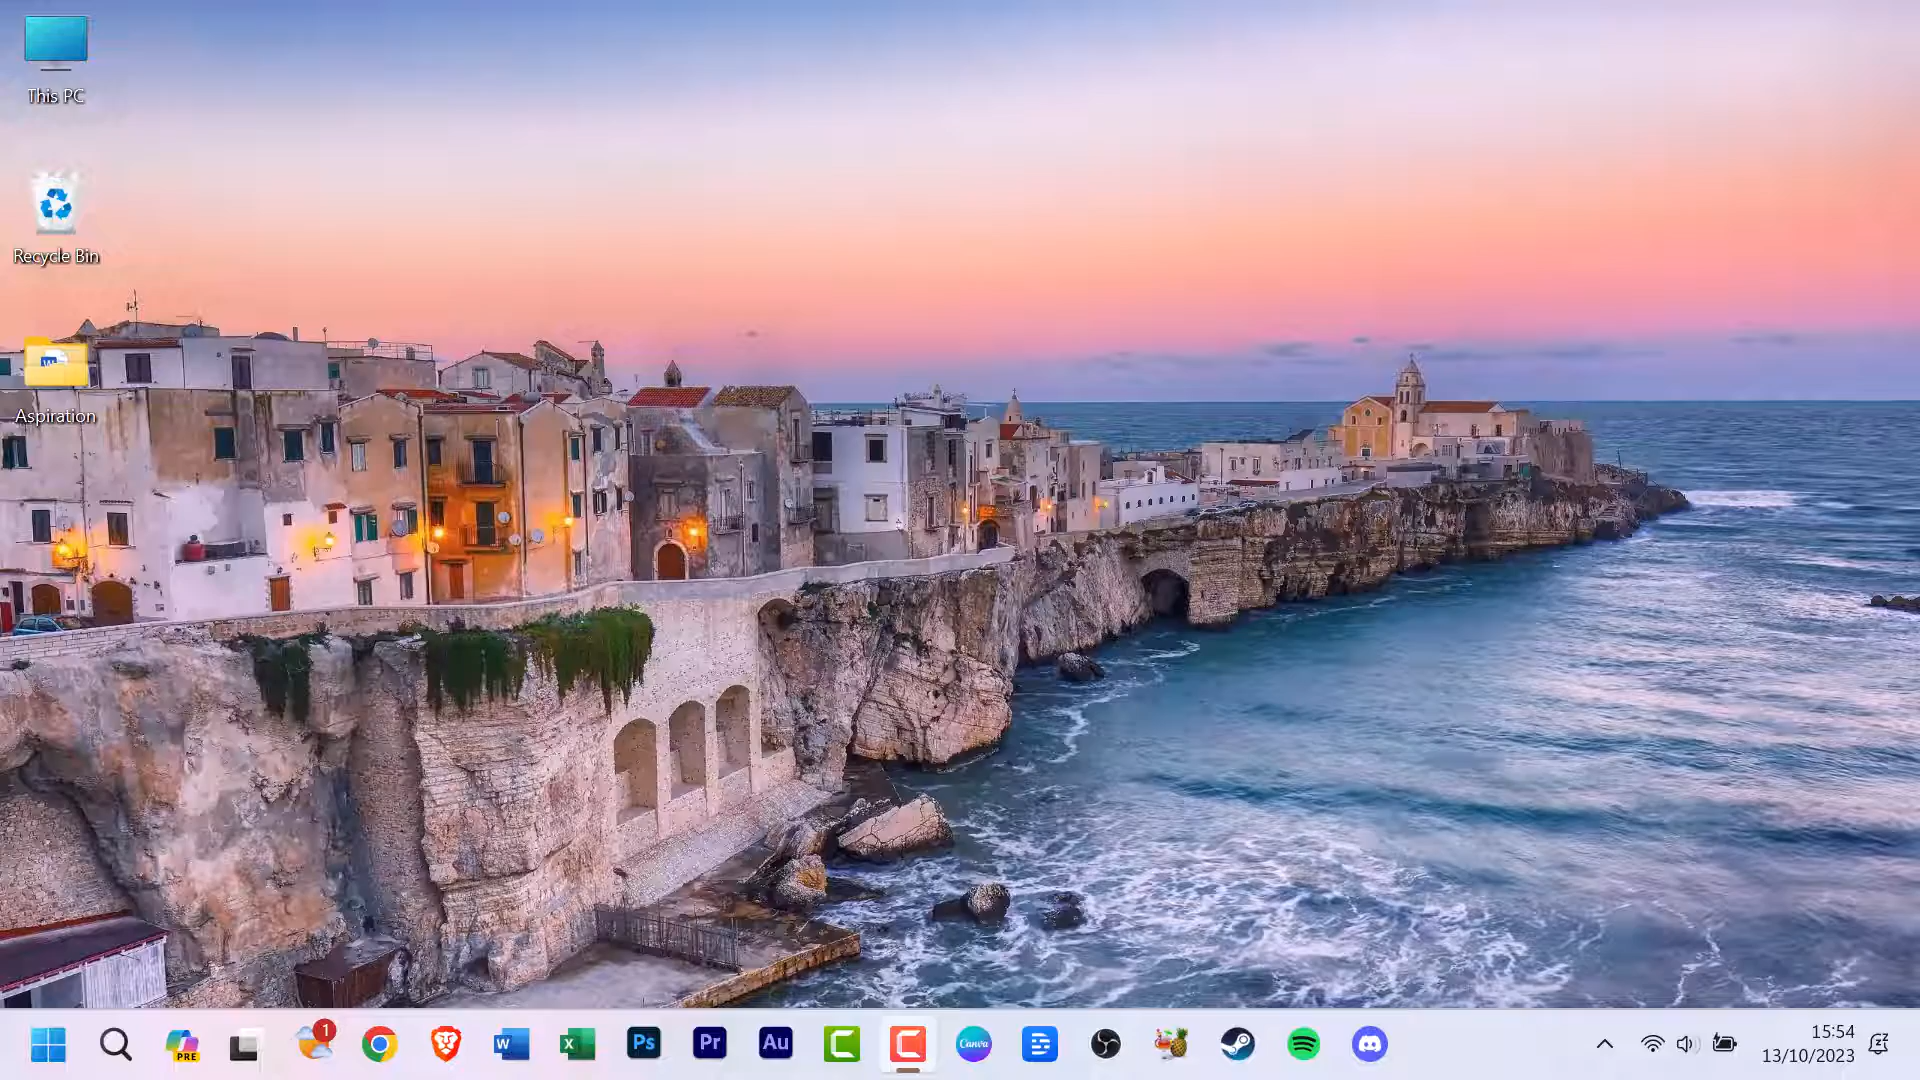 This PC
Recycle Bin
Aspiration
PRE
1
W
X
Ps
Pr
Au
Canva
15:54
13/10/2023